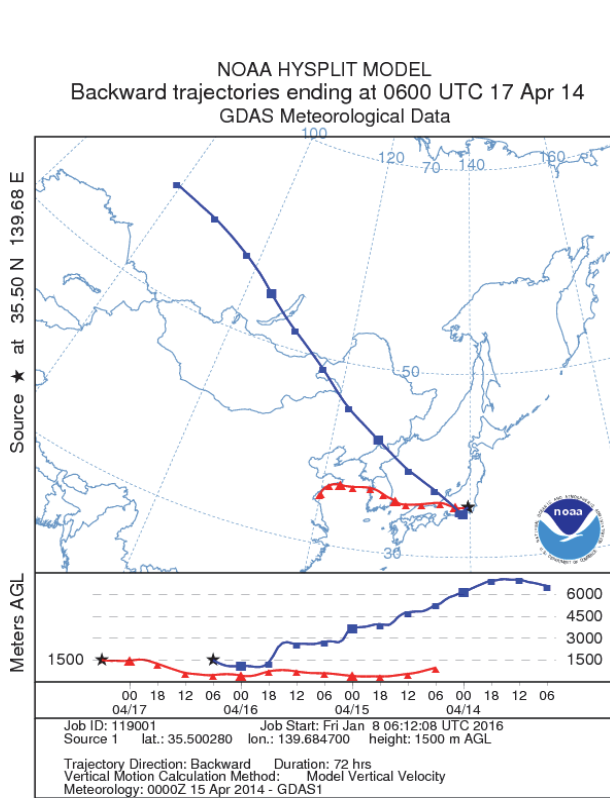 NOAA HYSPLIT MODEL
Backward trajectories ending at 0600 UTC 17 Apr 14
GDAS Meteorological Data
Source ★ at 35.50 N 139.68 E
100
120
70
140
160
50
30
noaa
Meters AGL
1500
6000
4500
3000
1500
00 18 12 06 00 18 12 06 00 18 12 06 00 18 12 06
04/17 04/16 04/15 04/14
Job ID: 119001 Job Start: Fri Jan 8 06:12:08 UTC 2016
Source 1 lat.: 35.500280 lon.: 139.684700 height: 1500 m AGL
Trajectory Direction: Backward Duration: 72 hrs
Vertical Motion Calculation Method: Model Vertical Velocity
Meteorology: 0000Z 15 Apr 2014 - GDAS1